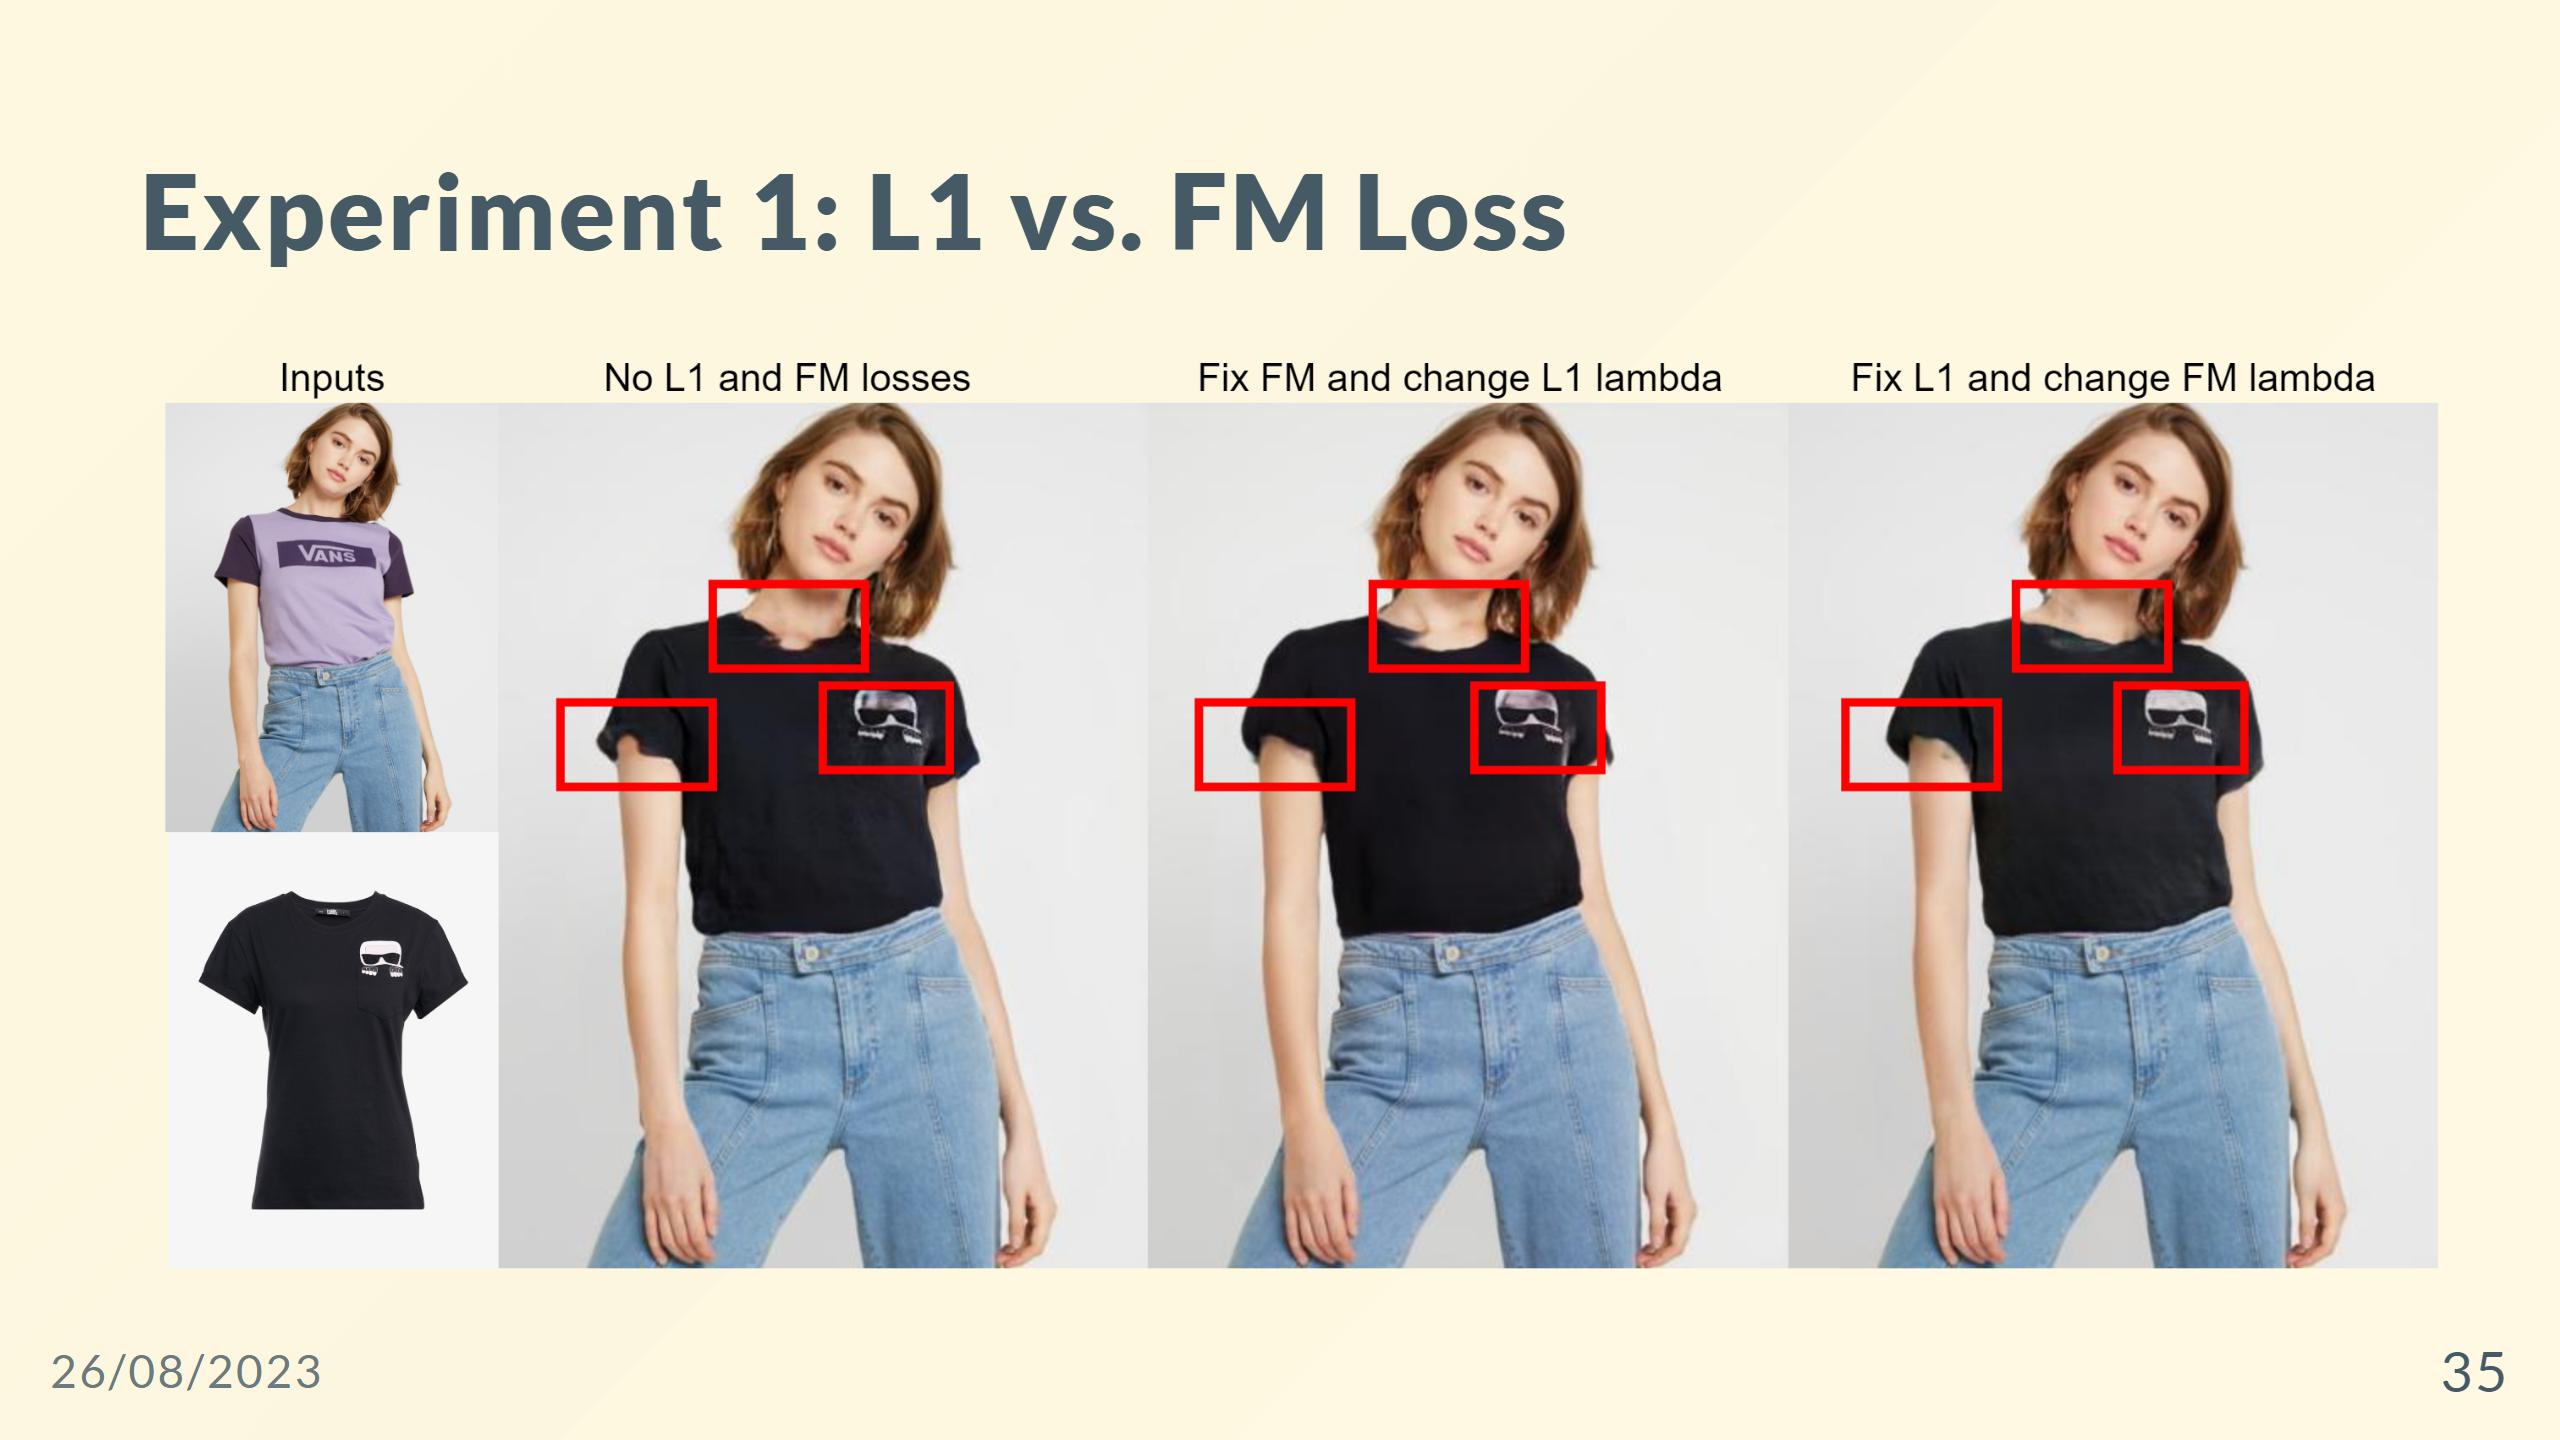 Experiment 1: L1 vs. FM Loss
Inputs
No L1 and FM losses
Fix FM and change L1 lambda
Fix L1 and change FM lambda
VANS
26/08/2023
35